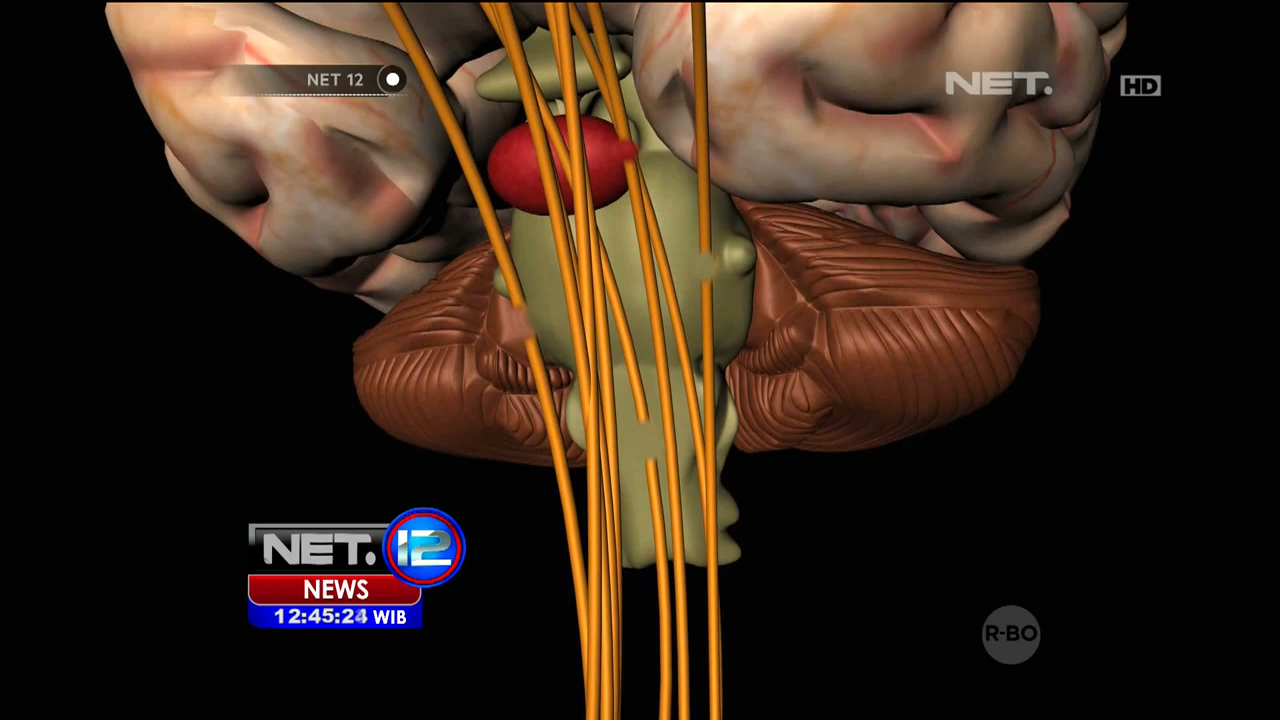 NET 12
NET.
HD
NET. 12
NEWS
12:45:24 WIB
R-BO